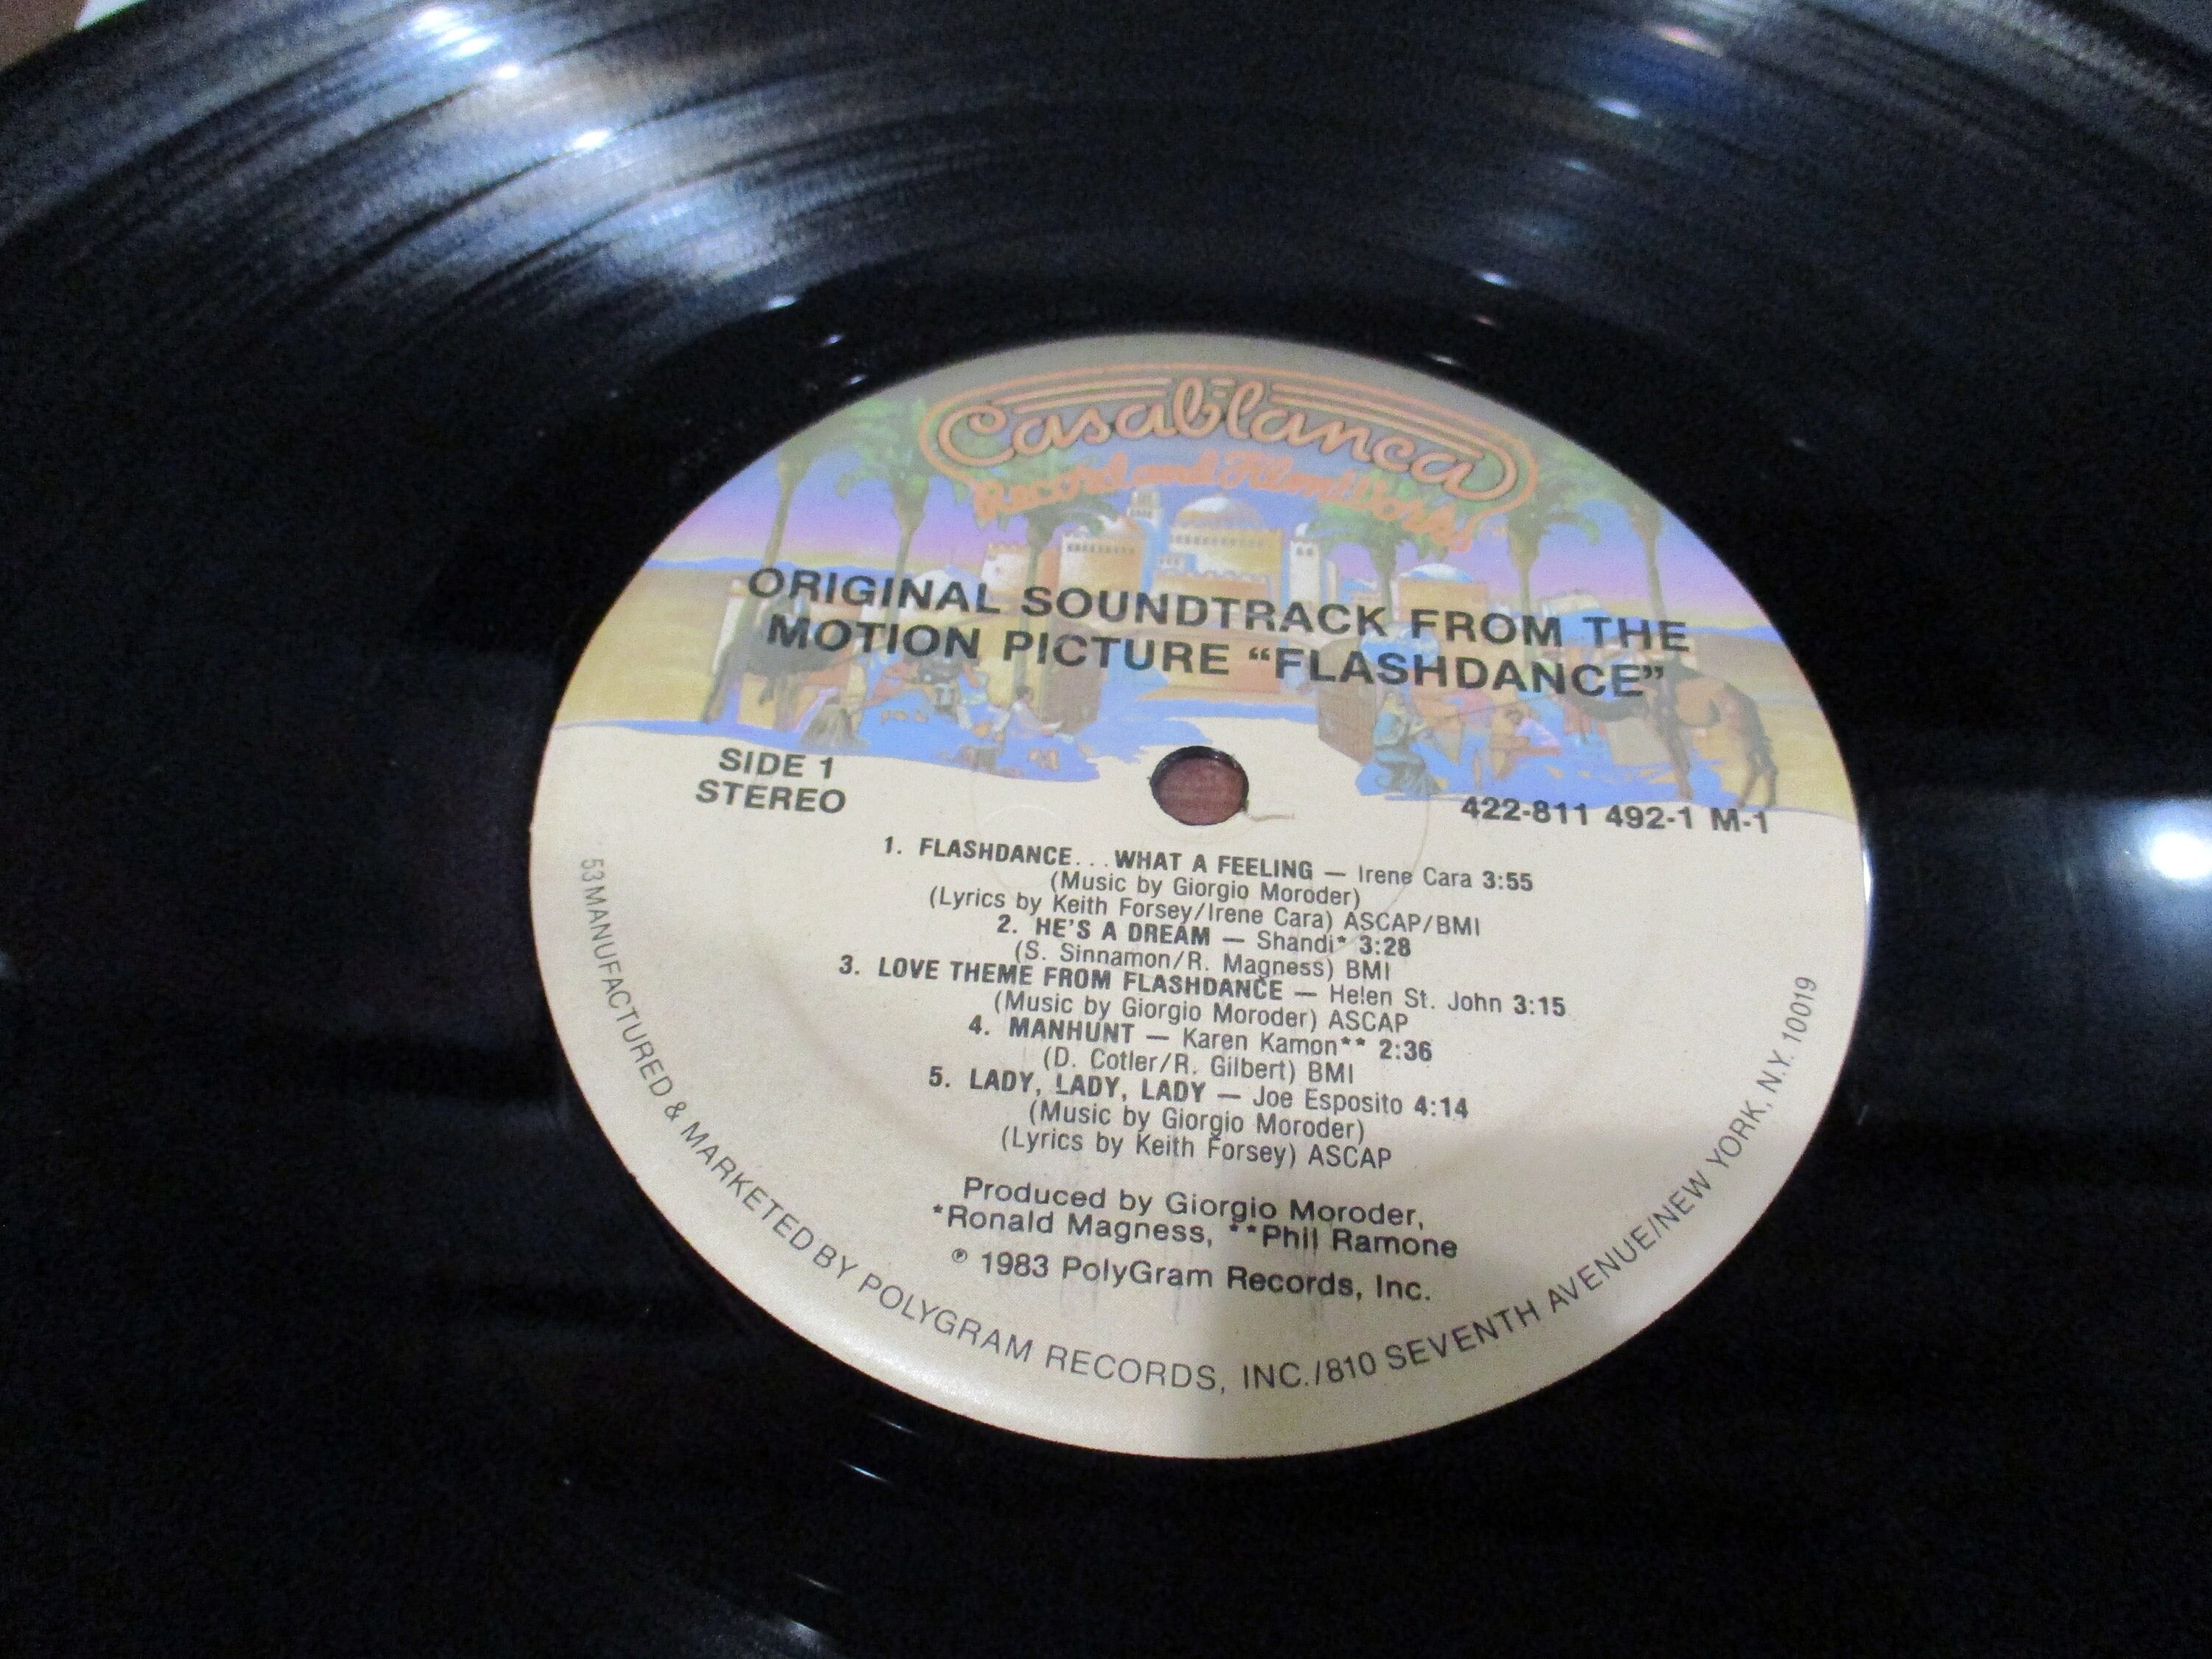 Casablanca
Record and FilmWorks
ORIGINAL SOUNDTRACK FROM THE
MOTION PICTURE “FLASHDANCE”
SIDE 1
STEREO
422-811 492-1 M-1
1. FLASHDANCE...WHAT A FEELING — Irene Cara 3:55
(Music by Giorgio Moroder)
(Lyrics by Keith Forsey/Irene Cara) ASCAP/BMI
2. HE'S A DREAM — Shandi* 3:28
(S. Sinnamon/R. Magness) BMI
3. LOVE THEME FROM FLASHDANCE — Helen St. John 3:15
(Music by Giorgio Moroder) ASCAP
4. MANHUNT — Karen Kamon** 2:36
(D. Cotler/R. Gilbert) BMI
5. LADY, LADY, LADY — Joe Esposito 4:14
(Music by Giorgio Moroder)
(Lyrics by Keith Forsey) ASCAP
Produced by Giorgio Moroder,
*Ronald Magness, **Phil Ramone
℗ 1983 PolyGram Records, Inc.
53 MANUFACTURED & MARKETED BY POLYGRAM RECORDS, INC./810 SEVENTH AVENUE/NEW YORK, N.Y. 10019